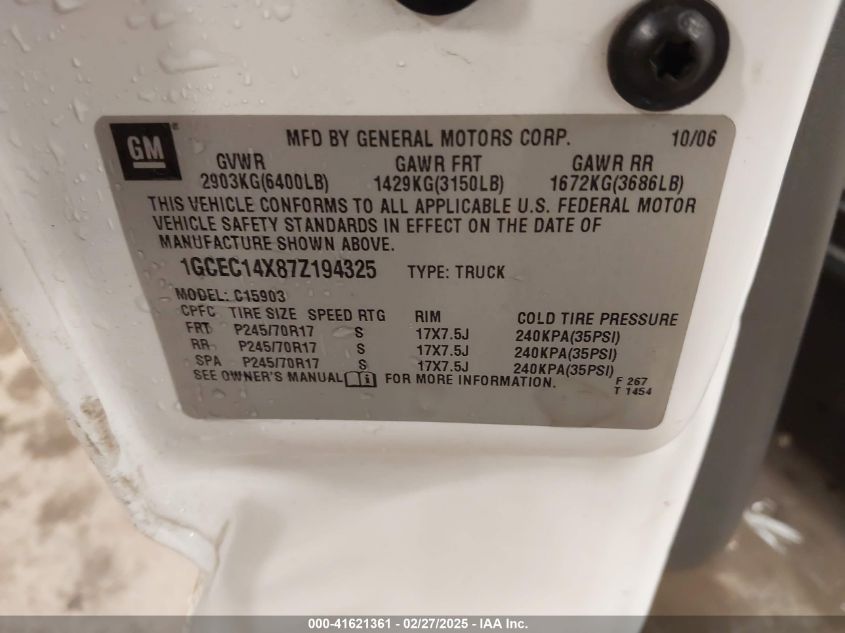 GM
MFD BY GENERAL MOTORS CORP. 10/06
GVWR GAWR FRT GAWR RR
2903KG(6400LB) 1429KG(3150LB) 1672KG(3686LB)
THIS VEHICLE CONFORMS TO ALL APPLICABLE U.S. FEDERAL MOTOR
VEHICLE SAFETY STANDARDS IN EFFECT ON THE DATE OF
MANUFACTURE SHOWN ABOVE.
1GCEC14X87Z194325 TYPE: TRUCK
MODEL: C15903
CPFC TIRE SIZE SPEED RTG RIM COLD TIRE PRESSURE
FRT P245/70R17 S 17X7.5J 240KPA(35PSI)
RR P245/70R17 S 17X7.5J 240KPA(35PSI)
SPA P245/70R17 S 17X7.5J 240KPA(35PSI)
SEE OWNER'S MANUAL FOR MORE INFORMATION.
F 267
T 1454
000-41621361 - 02/27/2025 - IAA Inc.